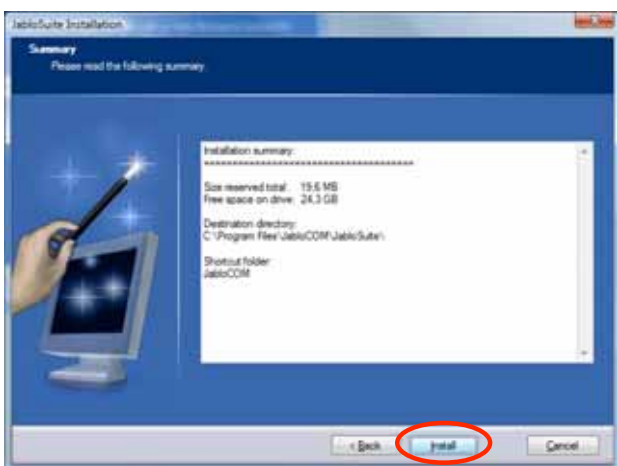 JabloSuite Installation
Summary
Please read the following summary.
Installation summary:
========================================
Size reserved total: 19,6 MB
Free space on drive: 24,3 GB
Destination directory:
C:\Program Files\JabloCOM\JabloSuite\
Shortcut folder:
JabloCOM
< Back
Install
Cancel